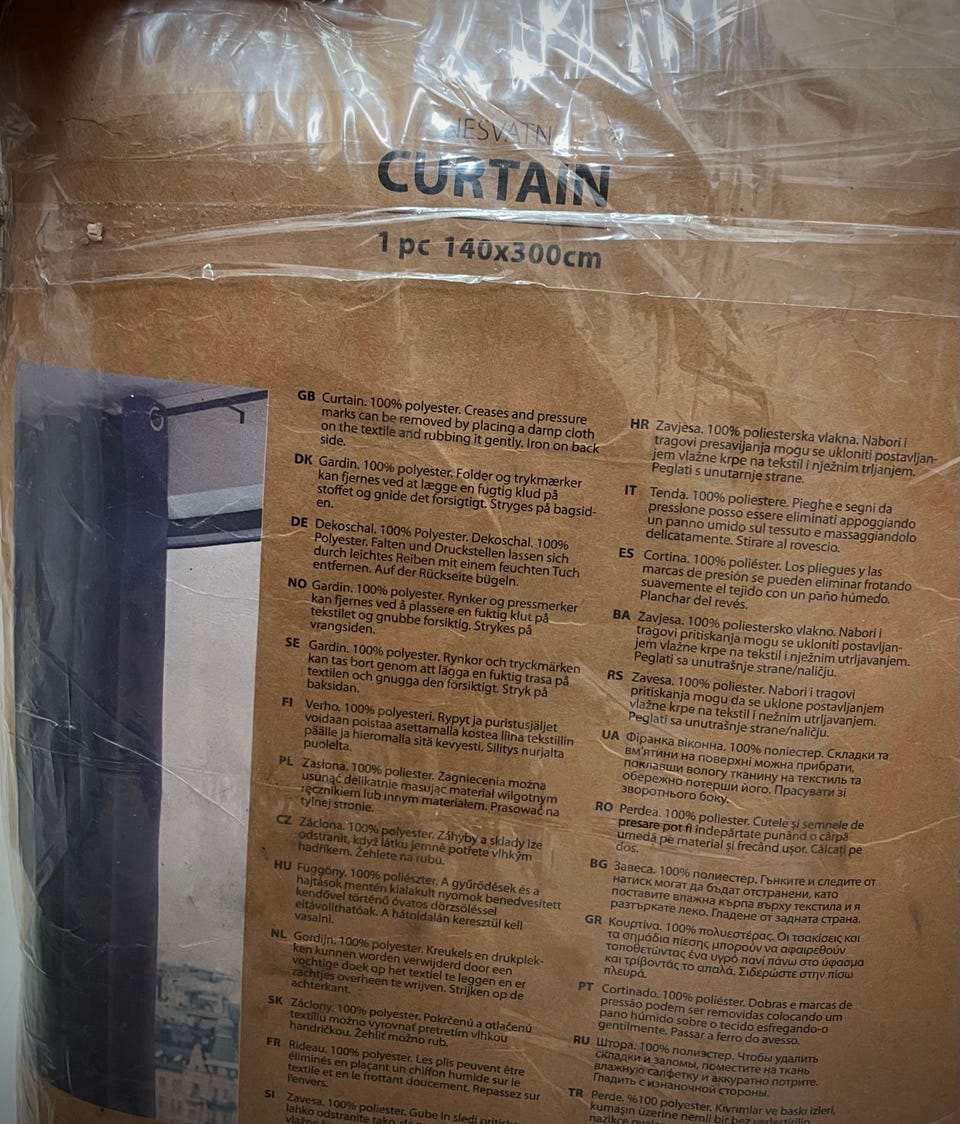 CURTAIN
1 pc 140x300cm
GB Curtain. 100% polyester. Creases and pressure
marks can be removed by placing a damp cloth
on the textile and rubbing it gently. Iron on back
side.
DK Gardin. 100% polyester. Folder og trykmærker
kan fjernes ved at lægge en fugtig klud på
stoffet og gnide det forsigtigt. Stryges på bagsid-
en.
DE Dekoschal. 100% Polyester. Dekoschal. 100%
Polyester. Falten und Druckstellen lassen sich
durch leichtes Reiben mit einem feuchten Tuch
entfernen. Auf der Rückseite bügeln.
NO Gardin. 100% polyester. Rynker og pressmerker
kan fjernes ved å plassere en fuktig klut på
tekstilet og gnubbe forsiktig. Strykes på
vrangsiden.
SE Gardin. 100% polyester. Rynkor och tryckmärken
kan tas bort genom att lägga en fuktig trasa på
textilen och gnugga den försiktigt. Stryk på
baksidan.
FI Verho. 100% polyesteri. Rypyt ja puristusjäljet
voidaan poistaa asettamalla kostea liina tekstiilin
päälle ja hieromalla sitä kevyesti. Silitys nurjalta
puolelta.
PL Zasłona. 100% poliester. Zagniecenia można
usunąć delikatnie masując materiał wilgotnym
ręcznikiem lub innym materiałem. Prasować na
tylnej stronie.
CZ Záclona. 100% polyester. Záhyby a sklady lze
odstranit, když látku jemně potřete vlhkým
hadříkem. Žehlete na rubu.
HU Függöny. 100% poliészter. A gyűrődések és a
hajtások mentén kialakult nyomok benedvesített
kendővel történő óvatos dörzsöléssel
eltávolíthatóak. A hátoldalán keresztül kell
vasalni.
NL Gordijn. 100% polyester. Kreukels en drukplek-
ken kunnen worden verwijderd door een
vochtige doek op het textiel te leggen en er
zachtjes overheen te wrijven. Strijken op de
achterkant.
SK Záclony. 100% polyester. Pokrčenú a otlačenú
textíliu možno vyrovnať pretretím vlhkou
handričkou. Žehliť možno rub.
FR Rideau. 100% polyester. Les plis peuvent être
éliminés en plaçant un chiffon humide sur le
textile et en le frottant doucement. Repassez sur
l'envers.
SI Zavesa. 100% poliester. Gube in sledi pritiska
lahko odstranite tako, da
HR Zavjesa. 100% poliesterska vlakna. Nabori i
tragovi presavijanja mogu se ukloniti postavljan-
jem vlažne krpe na tekstil i nježnim trljanjem.
Peglati s unutarnje strane.
IT Tenda. 100% poliestere. Pieghe e segni da
pressione posso essere eliminati appoggiando
un panno umido sul tessuto e massaggiandolo
delicatamente. Stirare al rovescio.
ES Cortina. 100% poliéster. Los pliegues y las
marcas de presión se pueden eliminar frotando
suavemente el tejido con un paño húmedo.
Planchar del revés.
BA Zavjesa. 100% poliestersko vlakno. Nabori i
tragovi pritiskanja mogu se ukloniti postavljan-
jem vlažne krpe na tekstil i nježnim utrljavanjem.
Peglati sa unutrašnje strane/naličju.
RS Zavesa. 100% poliester. Nabori i tragovi
pritiskanja mogu da se uklone postavljanjem
vlažne krpe na tekstil i nežnim utrljavanjem.
Peglati sa unutrašnje strane/naličju.
UA Фіранка віконна. 100% поліестер. Складки та
вм'ятини на поверхні можна прибрати,
поклавши вологу тканину на текстиль та
обережно потерши його. Прасувати зі
зворотнього боку.
RO Perdea. 100% poliester. Cutele și semnele de
presare pot fi îndepărtate punând o cârpă
umedă pe material și frecând ușor. Călcați pe
dos.
BG Завеса. 100% полиестер. Гънките и следите от
натиск могат да бъдат отстранени, като
поставите влажна кърпа върху текстила и я
разтъркате леко. Гладене от задната страна.
GR Κουρτίνα. 100% πολυεστέρας. Οι τσακίσεις και
τα σημάδια πίεσης μπορούν να αφαιρεθούν
τοποθετώντας ένα υγρό πανί πάνω στο ύφασμα
και τρίβοντάς το απαλά. Σιδερώστε στην πίσω
πλευρά.
PT Cortinado. 100% poliéster. Dobras e marcas de
pressão podem ser removidas colocando um
pano húmido sobre o tecido esfregando-o
gentilmente. Passar a ferro do avesso.
RU Штора. 100% полиэстер. Чтобы удалить
складки и заломы, поместите на ткань
влажную салфетку и аккуратно потрите.
Гладить с изнаночной стороны.
TR Perde. %100 polyester. Kıvrımlar ve baskı izleri,
kumaşın üzerine nemli bir bez yerleştirilip